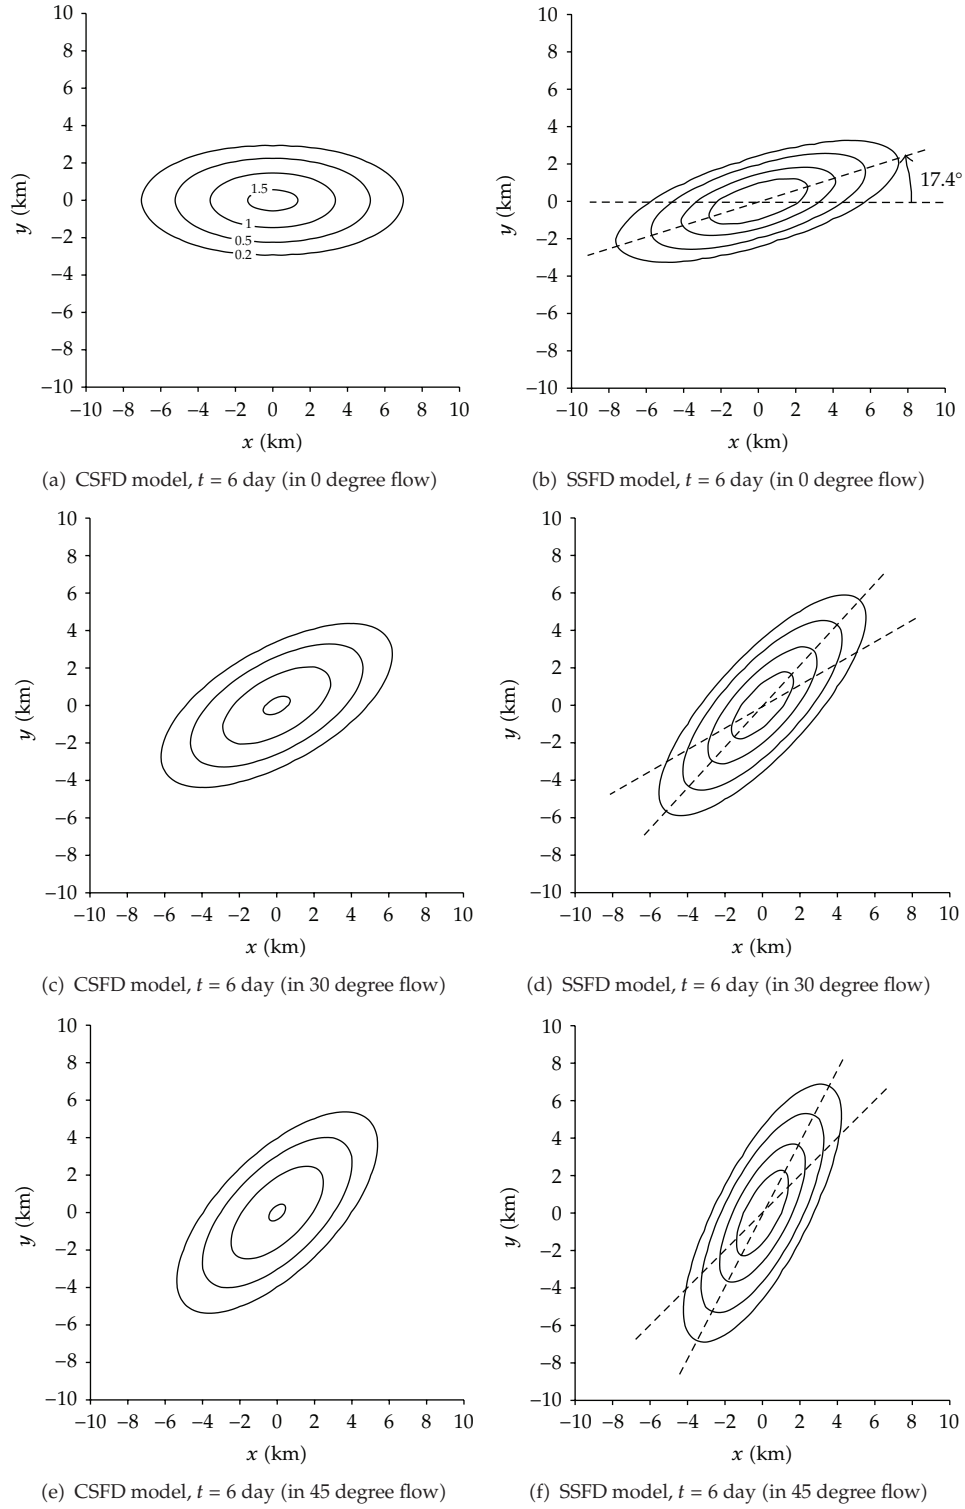 10
8
6
4
2
0
−2
−4
−6
−8
−10
y (km)
1.5
1
0.5
0.2
−10 −8 −6 −4 −2 0 2 4 6 8 10
x (km)
(a) CSFD model, t = 6 day (in 0 degree flow)
10
8
6
4
2
0
−2
−4
−6
−8
−10
y (km)
17.4°
−10 −8 −6 −4 −2 0 2 4 6 8 10
x (km)
(b) SSFD model, t = 6 day (in 0 degree flow)
10
8
6
4
2
0
−2
−4
−6
−8
−10
y (km)
−10 −8 −6 −4 −2 0 2 4 6 8 10
x (km)
(c) CSFD model, t = 6 day (in 30 degree flow)
10
8
6
4
2
0
−2
−4
−6
−8
−10
y (km)
−10 −8 −6 −4 −2 0 2 4 6 8 10
x (km)
(d) SSFD model, t = 6 day (in 30 degree flow)
10
8
6
4
2
0
−2
−4
−6
−8
−10
y (km)
−10 −8 −6 −4 −2 0 2 4 6 8 10
x (km)
(e) CSFD model, t = 6 day (in 45 degree flow)
10
8
6
4
2
0
−2
−4
−6
−8
−10
y (km)
−10 −8 −6 −4 −2 0 2 4 6 8 10
x (km)
(f) SSFD model, t = 6 day (in 45 degree flow)